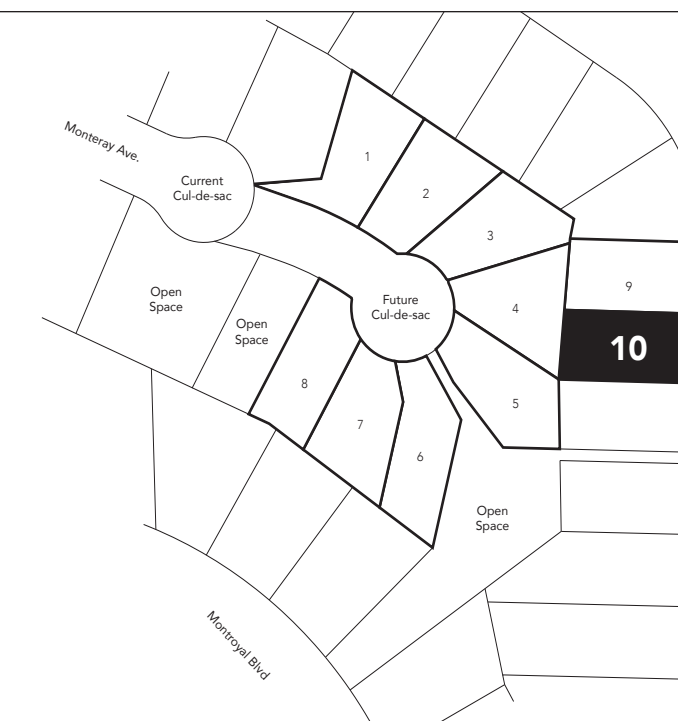 Monteray Ave.
Current
Cul-de-sac
1
2
3
4
9
10
Future
Cul-de-sac
Open
Space
Open
Space
8
7
6
5
Open
Space
Montroyal Blvd